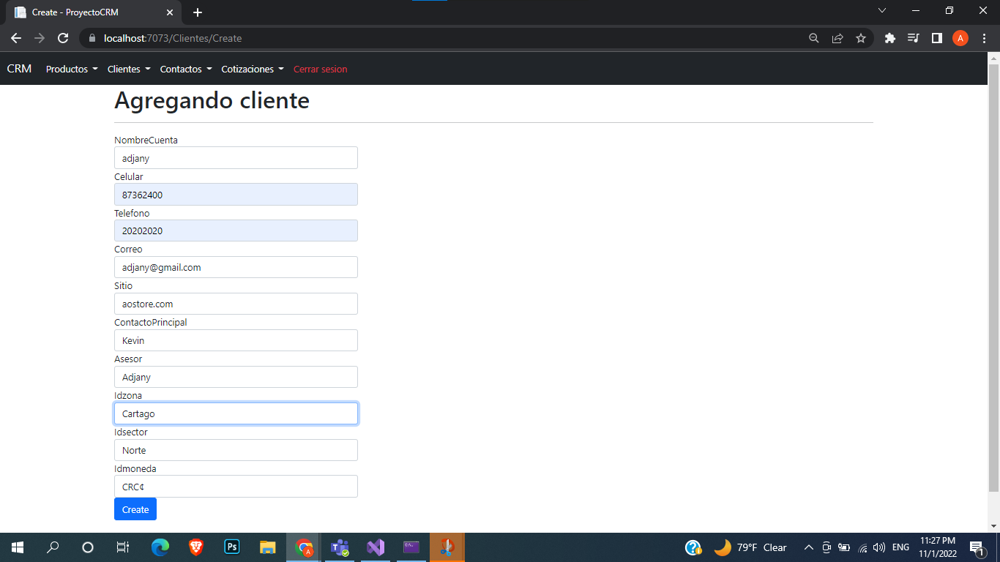 Create - ProyectoCRM
localhost:7073/Clientes/Create
A
CRM Productos Clientes Contactos Cotizaciones Cerrar sesion
Agregando cliente
NombreCuenta
adjany
Celular
87362400
Telefono
20202020
Correo
adjany@gmail.com
Sitio
aostore.com
ContactoPrincipal
Kevin
Asesor
Adjany
Idzona
Cartago
Idsector
Norte
Idmoneda
CRC¢
Create
Ps
A
79°F Clear
ENG
11:27 PM
11/1/2022
1